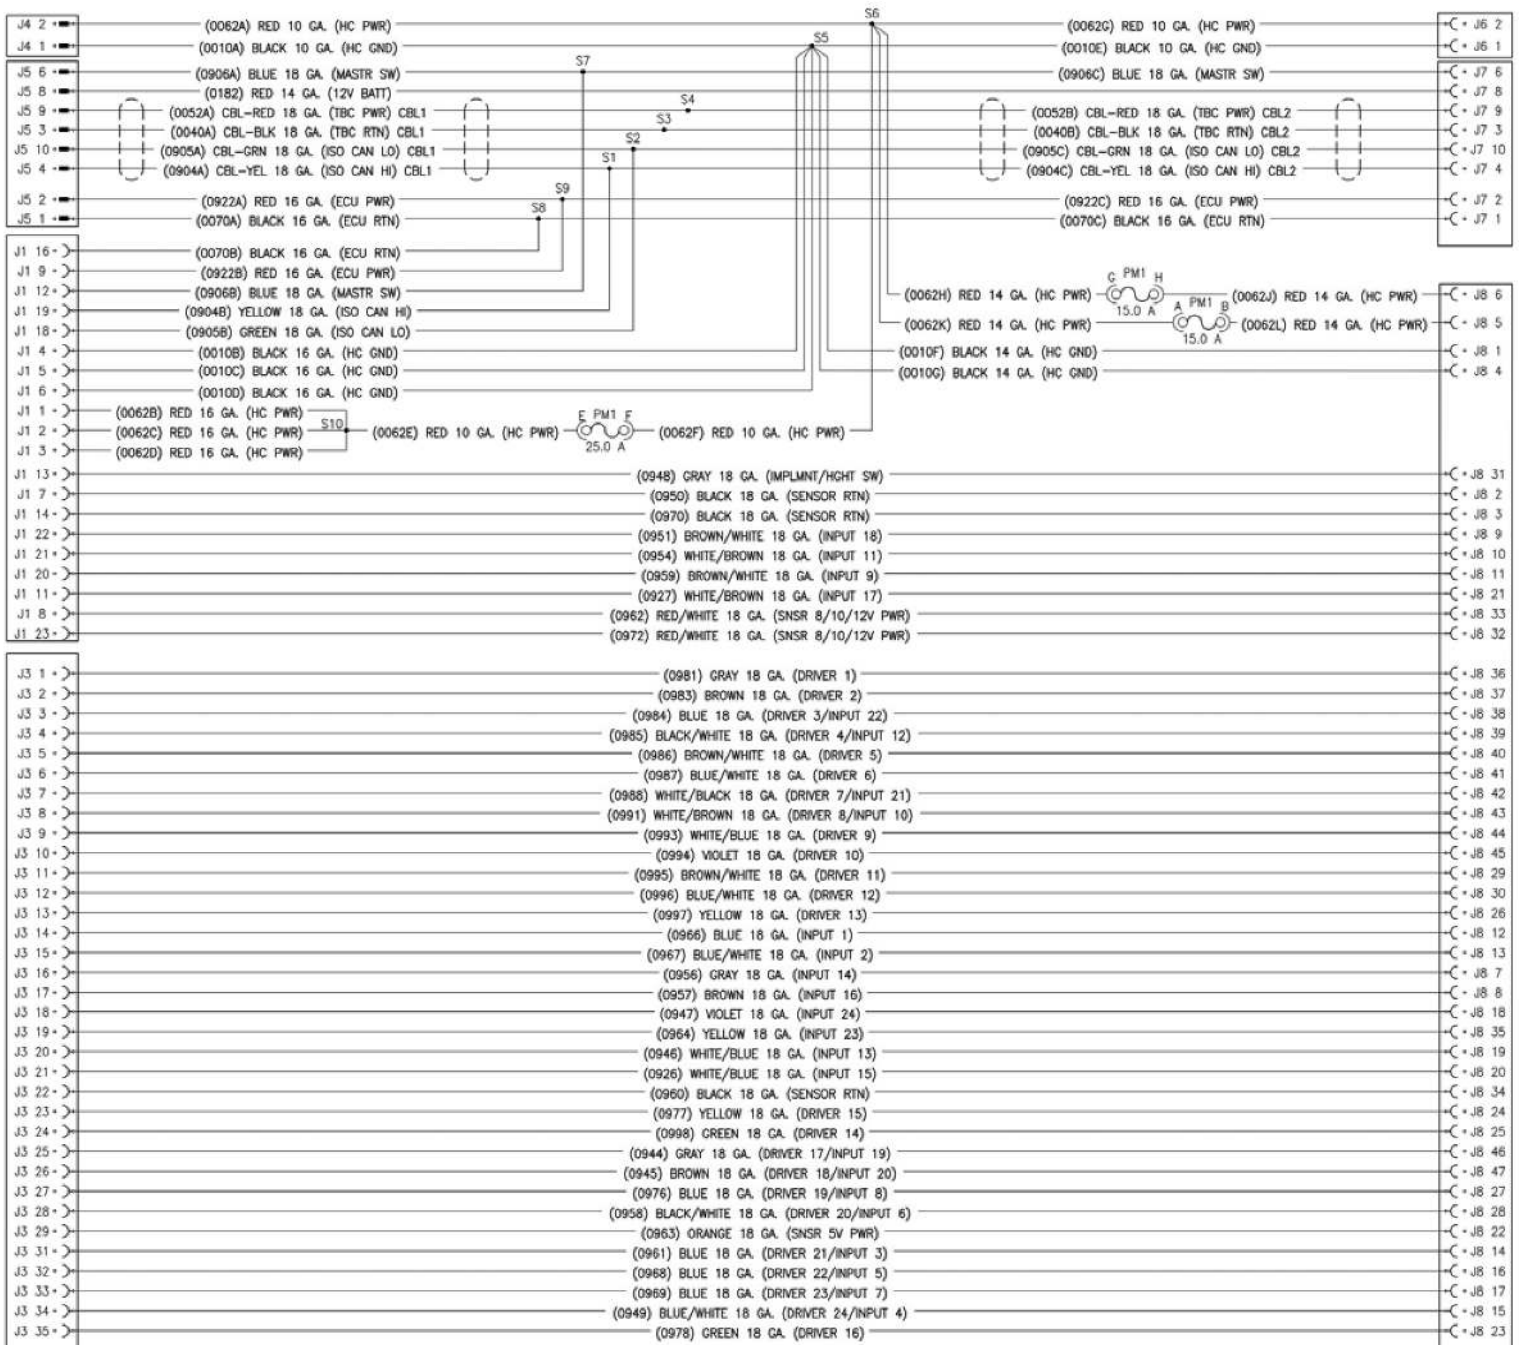 J4 2 (0062A) RED 10 GA. (HC PWR) S6 (0062G) RED 10 GA. (HC PWR) J6 2
J4 1 (0010A) BLACK 10 GA. (HC GND) S5 (0010E) BLACK 10 GA. (HC GND) J6 1
J5 6 (0906A) BLUE 18 GA. (MASTR SW) S7 (0906C) BLUE 18 GA. (MASTR SW) J7 6
J5 8 (0182) RED 14 GA. (12V BATT) J7 8
J5 9 (0052A) CBL-RED 18 GA. (TBC PWR) CBL1 S4 (0052B) CBL-RED 18 GA. (TBC PWR) CBL2 J7 9
J5 3 (0040A) CBL-BLK 18 GA. (TBC RTN) CBL1 S3 (0040B) CBL-BLK 18 GA. (TBC RTN) CBL2 J7 3
J5 10 (0905A) CBL-GRN 18 GA. (ISO CAN LO) CBL1 S2 (0905C) CBL-GRN 18 GA. (ISO CAN LO) CBL2 J7 10
J5 4 (0904A) CBL-YEL 18 GA. (ISO CAN HI) CBL1 S1 (0904C) CBL-YEL 18 GA. (ISO CAN HI) CBL2 J7 4
J5 2 (0922A) RED 16 GA. (ECU PWR) S9 (0922C) RED 16 GA. (ECU PWR) J7 2
J5 1 (0070A) BLACK 16 GA. (ECU RTN) S8 (0070C) BLACK 16 GA. (ECU RTN) J7 1
J1 16 (0070B) BLACK 16 GA. (ECU RTN)
J1 9 (0922B) RED 16 GA. (ECU PWR)
J1 12 (0906B) BLUE 18 GA. (MASTR SW) (0062H) RED 14 GA. (HC PWR) G PM1 H 15.0 A (0062J) RED 14 GA. (HC PWR) J8 6
J1 19 (0904B) YELLOW 18 GA. (ISO CAN HI)
J1 18 (0905B) GREEN 18 GA. (ISO CAN LO) (0062K) RED 14 GA. (HC PWR) A PM1 B 15.0 A (0062L) RED 14 GA. (HC PWR) J8 5
J1 4 (0010B) BLACK 16 GA. (HC GND) (0010F) BLACK 14 GA. (HC GND) J8 1
J1 5 (0010C) BLACK 16 GA. (HC GND) (0010G) BLACK 14 GA. (HC GND) J8 4
J1 6 (0010D) BLACK 16 GA. (HC GND)
J1 1 (0062B) RED 16 GA. (HC PWR)
J1 2 (0062C) RED 16 GA. (HC PWR) S10 (0062E) RED 10 GA. (HC PWR) E PM1 F 25.0 A (0062F) RED 10 GA. (HC PWR)
J1 3 (0062D) RED 16 GA. (HC PWR)
J1 13 (0948) GRAY 18 GA. (IMPLMNT/HGHT SW) J8 31
J1 7 (0950) BLACK 18 GA. (SENSOR RTN) J8 2
J1 14 (0970) BLACK 18 GA. (SENSOR RTN) J8 3
J1 22 (0951) BROWN/WHITE 18 GA. (INPUT 18) J8 9
J1 21 (0954) WHITE/BROWN 18 GA. (INPUT 11) J8 10
J1 20 (0959) BROWN/WHITE 18 GA. (INPUT 9) J8 11
J1 11 (0927) WHITE/BROWN 18 GA. (INPUT 17) J8 21
J1 8 (0962) RED/WHITE 18 GA. (SNSR 8/10/12V PWR) J8 33
J1 23 (0972) RED/WHITE 18 GA. (SNSR 8/10/12V PWR) J8 32
J3 1 (0981) GRAY 18 GA. (DRIVER 1) J8 36
J3 2 (0983) BROWN 18 GA. (DRIVER 2) J8 37
J3 3 (0984) BLUE 18 GA. (DRIVER 3/INPUT 22) J8 38
J3 4 (0985) BLACK/WHITE 18 GA. (DRIVER 4/INPUT 12) J8 39
J3 5 (0986) BROWN/WHITE 18 GA. (DRIVER 5) J8 40
J3 6 (0987) BLUE/WHITE 18 GA. (DRIVER 6) J8 41
J3 7 (0988) WHITE/BLACK 18 GA. (DRIVER 7/INPUT 21) J8 42
J3 8 (0991) WHITE/BROWN 18 GA. (DRIVER 8/INPUT 10) J8 43
J3 9 (0993) WHITE/BLUE 18 GA. (DRIVER 9) J8 44
J3 10 (0994) VIOLET 18 GA. (DRIVER 10) J8 45
J3 11 (0995) BROWN/WHITE 18 GA. (DRIVER 11) J8 29
J3 12 (0996) BLUE/WHITE 18 GA. (DRIVER 12) J8 30
J3 13 (0997) YELLOW 18 GA. (DRIVER 13) J8 26
J3 14 (0966) BLUE 18 GA. (INPUT 1) J8 12
J3 15 (0967) BLUE/WHITE 18 GA. (INPUT 2) J8 13
J3 16 (0956) GRAY 18 GA. (INPUT 14) J8 7
J3 17 (0957) BROWN 18 GA. (INPUT 16) J8 8
J3 18 (0947) VIOLET 18 GA. (INPUT 24) J8 18
J3 19 (0964) YELLOW 18 GA. (INPUT 23) J8 35
J3 20 (0946) WHITE/BLUE 18 GA. (INPUT 13) J8 19
J3 21 (0926) WHITE/BLUE 18 GA. (INPUT 15) J8 20
J3 22 (0960) BLACK 18 GA. (SENSOR RTN) J8 34
J3 23 (0977) YELLOW 18 GA. (DRIVER 15) J8 24
J3 24 (0998) GREEN 18 GA. (DRIVER 14) J8 25
J3 25 (0944) GRAY 18 GA. (DRIVER 17/INPUT 19) J8 46
J3 26 (0945) BROWN 18 GA. (DRIVER 18/INPUT 20) J8 47
J3 27 (0976) BLUE 18 GA. (DRIVER 19/INPUT 8) J8 27
J3 28 (0958) BLACK/WHITE 18 GA. (DRIVER 20/INPUT 6) J8 28
J3 29 (0963) ORANGE 18 GA. (SNSR 5V PWR) J8 22
J3 31 (0961) BLUE 18 GA. (DRIVER 21/INPUT 3) J8 14
J3 32 (0968) BLUE 18 GA. (DRIVER 22/INPUT 5) J8 16
J3 33 (0969) BLUE 18 GA. (DRIVER 23/INPUT 7) J8 17
J3 34 (0949) BLUE/WHITE 18 GA. (DRIVER 24/INPUT 4) J8 15
J3 35 (0978) GREEN 18 GA. (DRIVER 16) J8 23